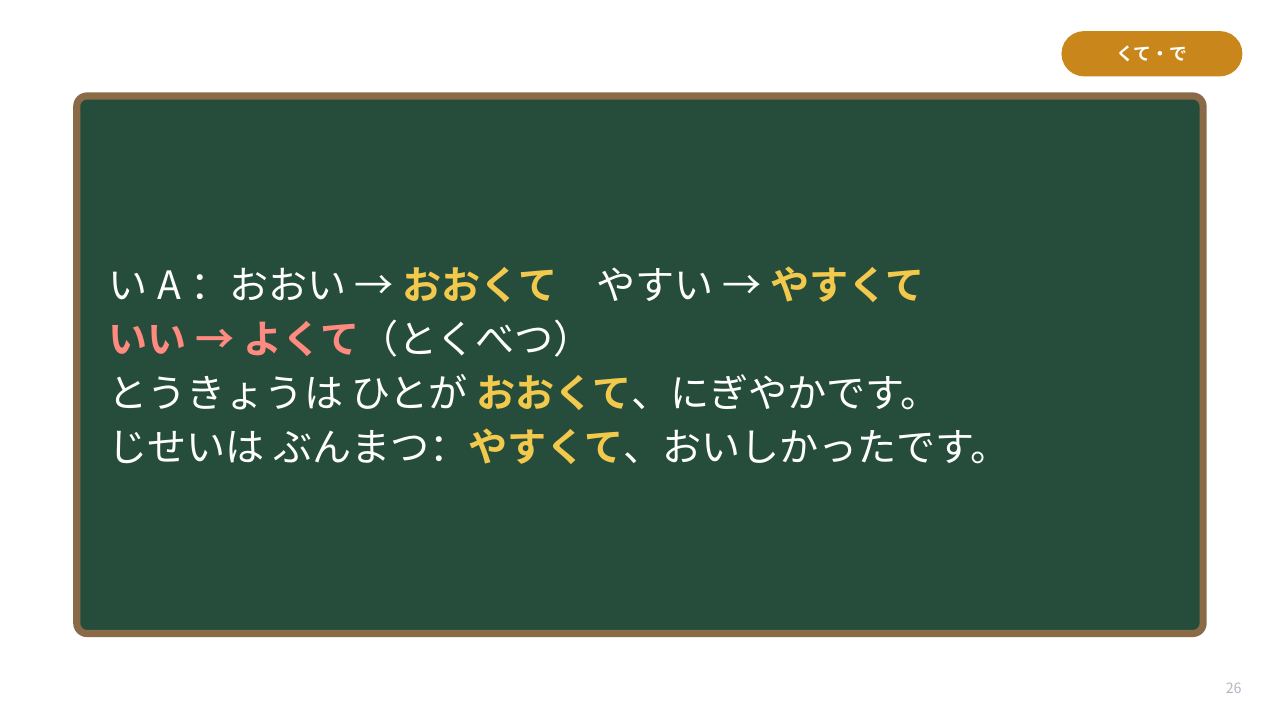 くて・で
いA：おおい → おおくて　やすい → やすくて
いい → よくて（とくべつ）
とうきょうは ひとが おおくて、にぎやかです。
じせいは ぶんまつ：やすくて、おいしかったです。
26